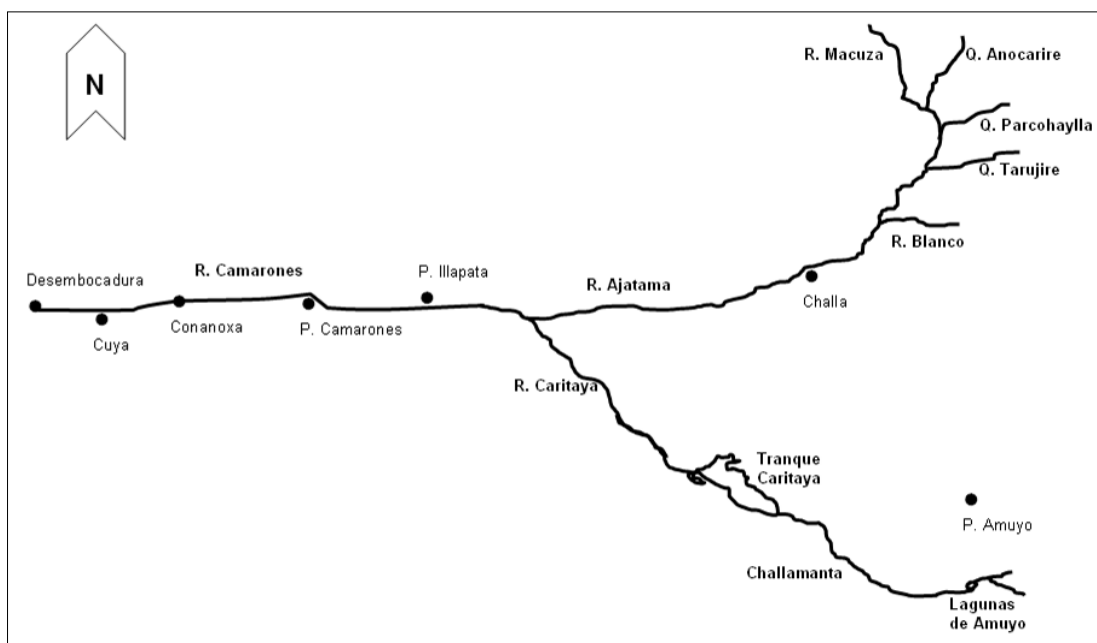 N
R. Macuza
Q. Anocarire
Q. Parcohaylla
Q. Tarujire
R. Blanco
Desembocadura
R. Camarones
P. Illapata
R. Ajatama
Challa
Cuya
Conanoxa
P. Camarones
R. Caritaya
Tranque
Caritaya
P. Amuyo
Challamanta
Lagunas
de Amuyo